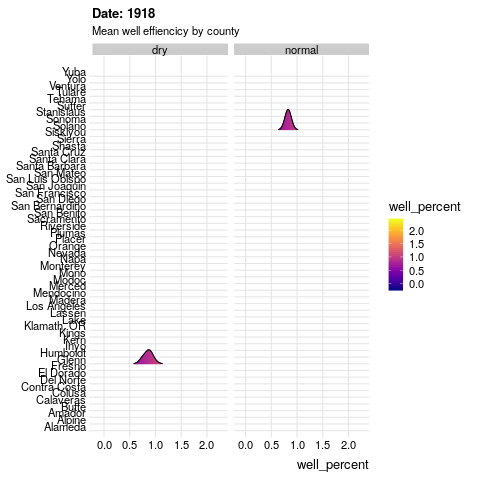 Date: 1918
Mean well effiencicy by county
dry normal
Yuba
Yolo
Ventura
Tulare
Tehama
Sutter
Stanislaus
Sonoma
Solano
Siskiyou
Sierra
Shasta
Santa Cruz
Santa Clara
Santa Barbara
San Mateo
San Luis Obispo
San Joaquin
San Francisco
San Diego
San Bernardino
San Benito
Sacramento
Riverside
Plumas
Placer
Orange
Nevada
Napa
Monterey
Mono
Modoc
Merced
Mendocino
Madera
Los Angeles
Lassen
Lake
Klamath, OR
Kings
Kern
Inyo
Humboldt
Glenn
Fresno
El Dorado
Del Norte
Contra Costa
Colusa
Calaveras
Butte
Amador
Alpine
Alameda
0.0 0.5 1.0 1.5 2.0 0.0 0.5 1.0 1.5 2.0
well_percent
well_percent
2.0
1.5
1.0
0.5
0.0